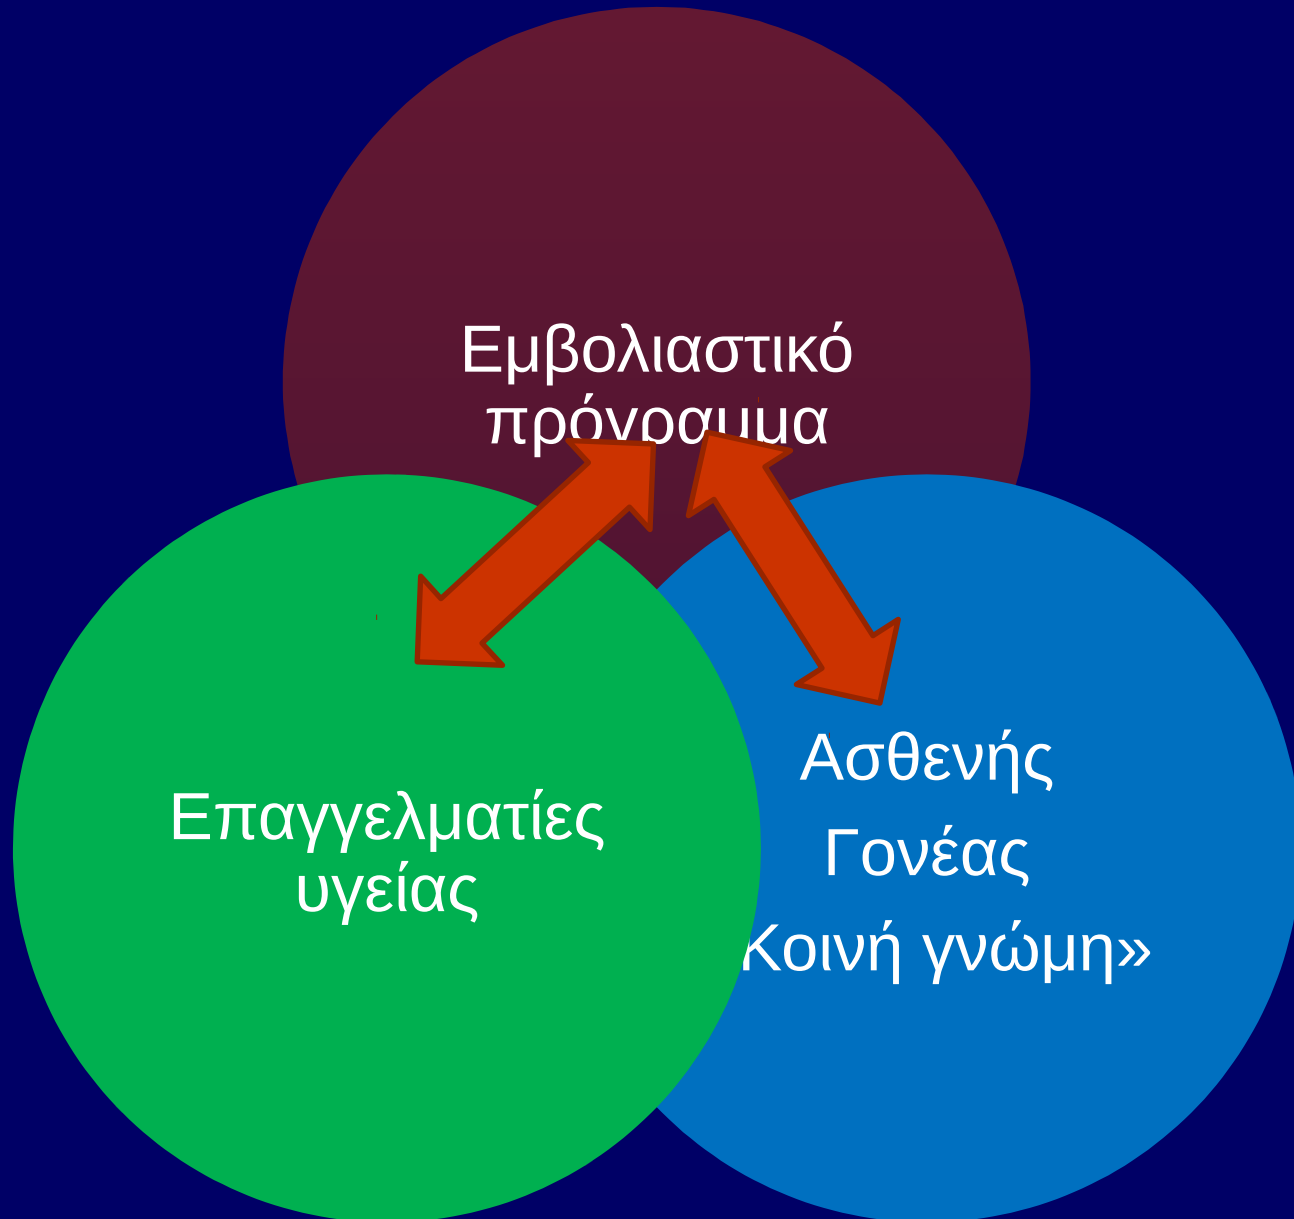 Εμβολιαστικό
πρόγραμμα
Επαγγελματίες
υγείας
Ασθενής
Γονέας
Κοινή γνώμη»